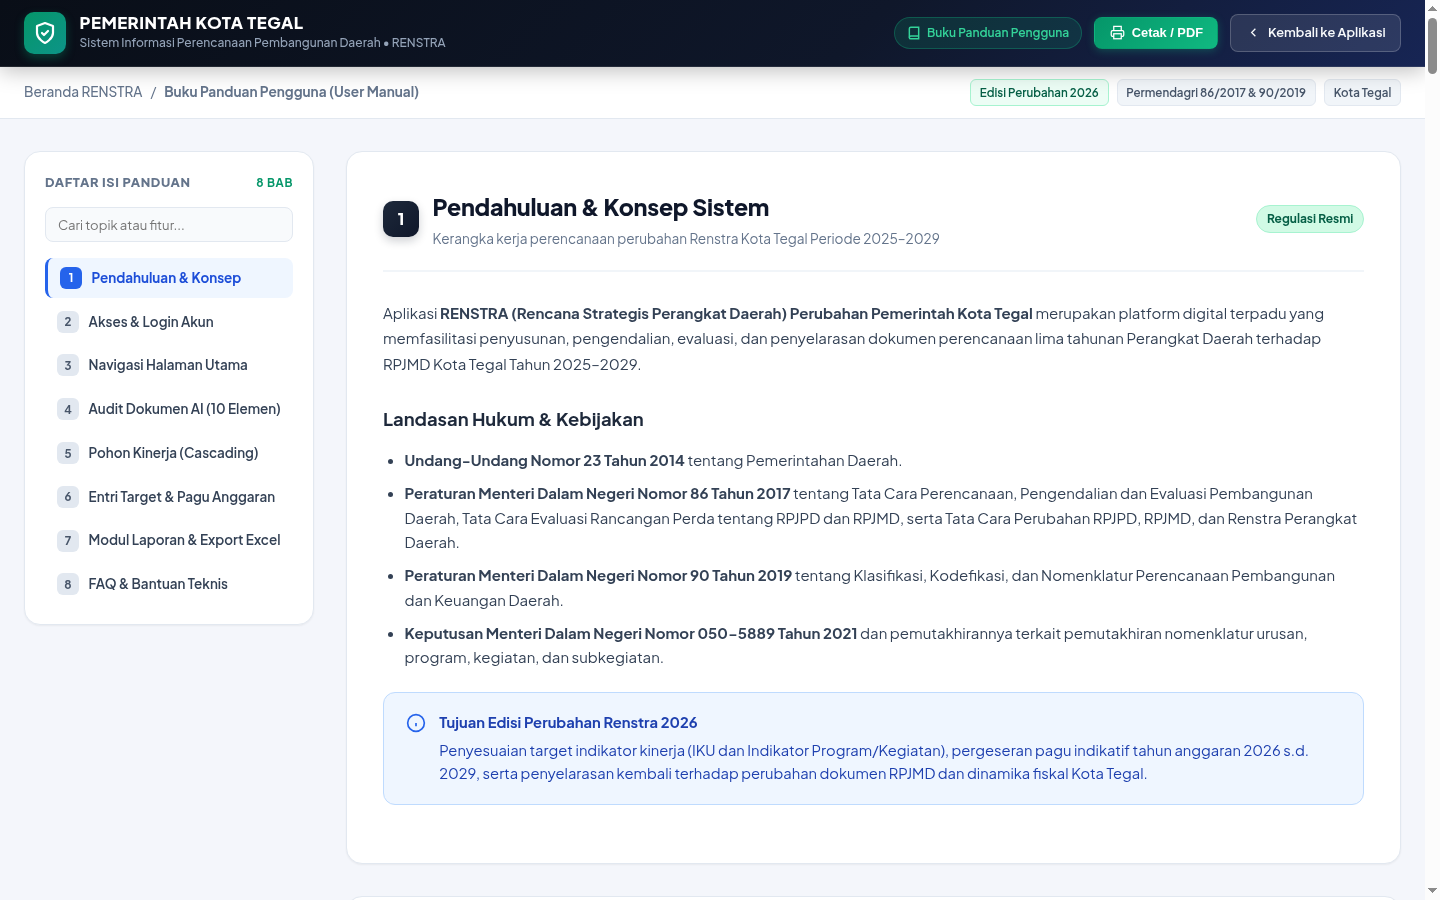 PEMERINTAH KOTA TEGAL
Sistem Informasi Perencanaan Pembangunan Daerah • RENSTRA
Buku Panduan Pengguna
Cetak / PDF
Kembali ke Aplikasi
Beranda RENSTRA / Buku Panduan Pengguna (User Manual)
Edisi Perubahan 2026
Permendagri 86/2017 & 90/2019
Kota Tegal
DAFTAR ISI PANDUAN
8 BAB
Cari topik atau fitur...
1 Pendahuluan & Konsep
2 Akses & Login Akun
3 Navigasi Halaman Utama
4 Audit Dokumen AI (10 Elemen)
5 Pohon Kinerja (Cascading)
6 Entri Target & Pagu Anggaran
7 Modul Laporan & Export Excel
8 FAQ & Bantuan Teknis
1 Pendahuluan & Konsep Sistem
Kerangka kerja perencanaan perubahan Renstra Kota Tegal Periode 2025–2029
Regulasi Resmi
Aplikasi RENSTRA (Rencana Strategis Perangkat Daerah) Perubahan Pemerintah Kota Tegal merupakan platform digital terpadu yang
memfasilitasi penyusunan, pengendalian, evaluasi, dan penyelarasan dokumen perencanaan lima tahunan Perangkat Daerah terhadap
RPJMD Kota Tegal Tahun 2025–2029.
Landasan Hukum & Kebijakan
• Undang-Undang Nomor 23 Tahun 2014 tentang Pemerintahan Daerah.
• Peraturan Menteri Dalam Negeri Nomor 86 Tahun 2017 tentang Tata Cara Perencanaan, Pengendalian dan Evaluasi Pembangunan
Daerah, Tata Cara Evaluasi Rancangan Perda tentang RPJPD dan RPJMD, serta Tata Cara Perubahan RPJPD, RPJMD, dan Renstra Perangkat
Daerah.
• Peraturan Menteri Dalam Negeri Nomor 90 Tahun 2019 tentang Klasifikasi, Kodefikasi, dan Nomenklatur Perencanaan Pembangunan
dan Keuangan Daerah.
• Keputusan Menteri Dalam Negeri Nomor 050-5889 Tahun 2021 dan pemutakhirannya terkait pemutakhiran nomenklatur urusan,
program, kegiatan, dan subkegiatan.
Tujuan Edisi Perubahan Renstra 2026
Penyesuaian target indikator kinerja (IKU dan Indikator Program/Kegiatan), pergeseran pagu indikatif tahun anggaran 2026 s.d.
2029, serta penyelarasan kembali terhadap perubahan dokumen RPJMD dan dinamika fiskal Kota Tegal.